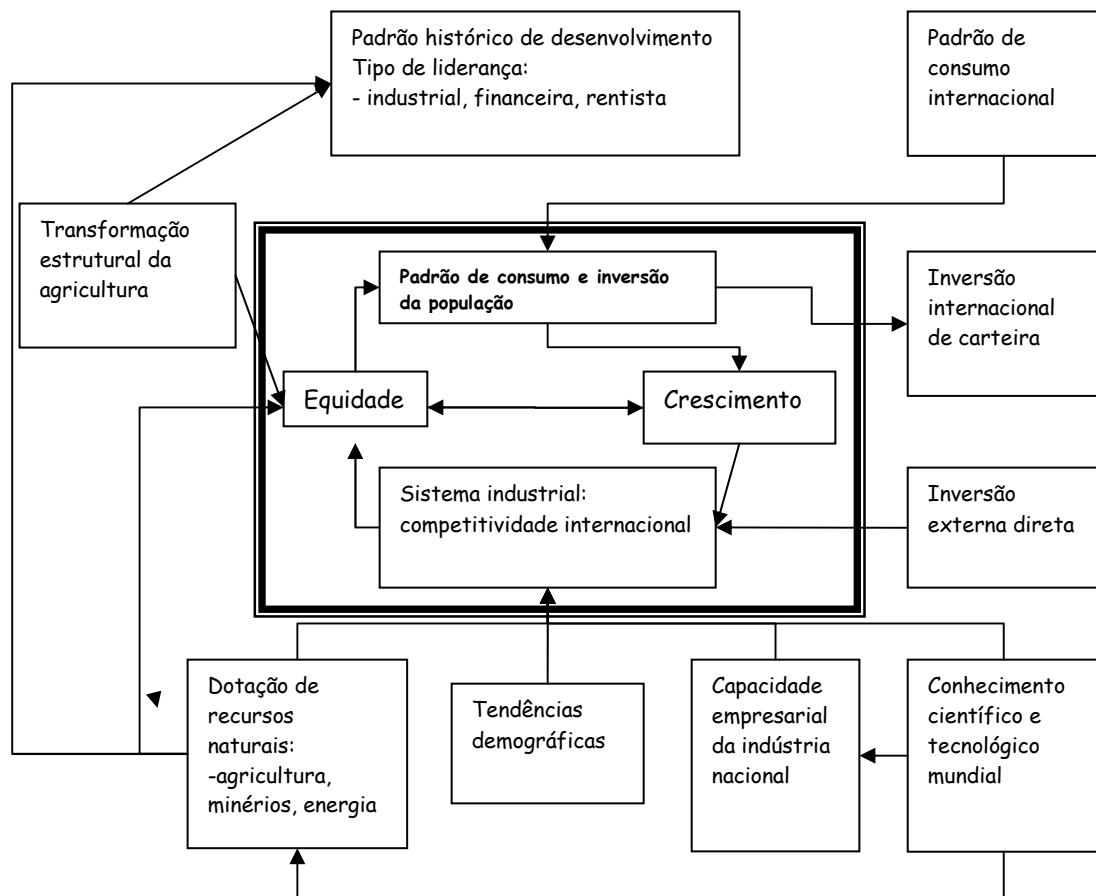 Padrão histórico de desenvolvimento
Tipo de liderança:
- industrial, financeira, rentista
Padrão de
consumo
internacional
Transformação
estrutural da
agricultura
Padrão de consumo e inversão
da população
Inversão
internacional
de carteira
Equidade
Crescimento
Sistema industrial:
competitividade internacional
Inversão
externa direta
Dotação de
recursos
naturais:
-agricultura,
minérios, energia
Tendências
demográficas
Capacidade
empresarial
da indústria
nacional
Conhecimento
científico e
tecnológico
mundial